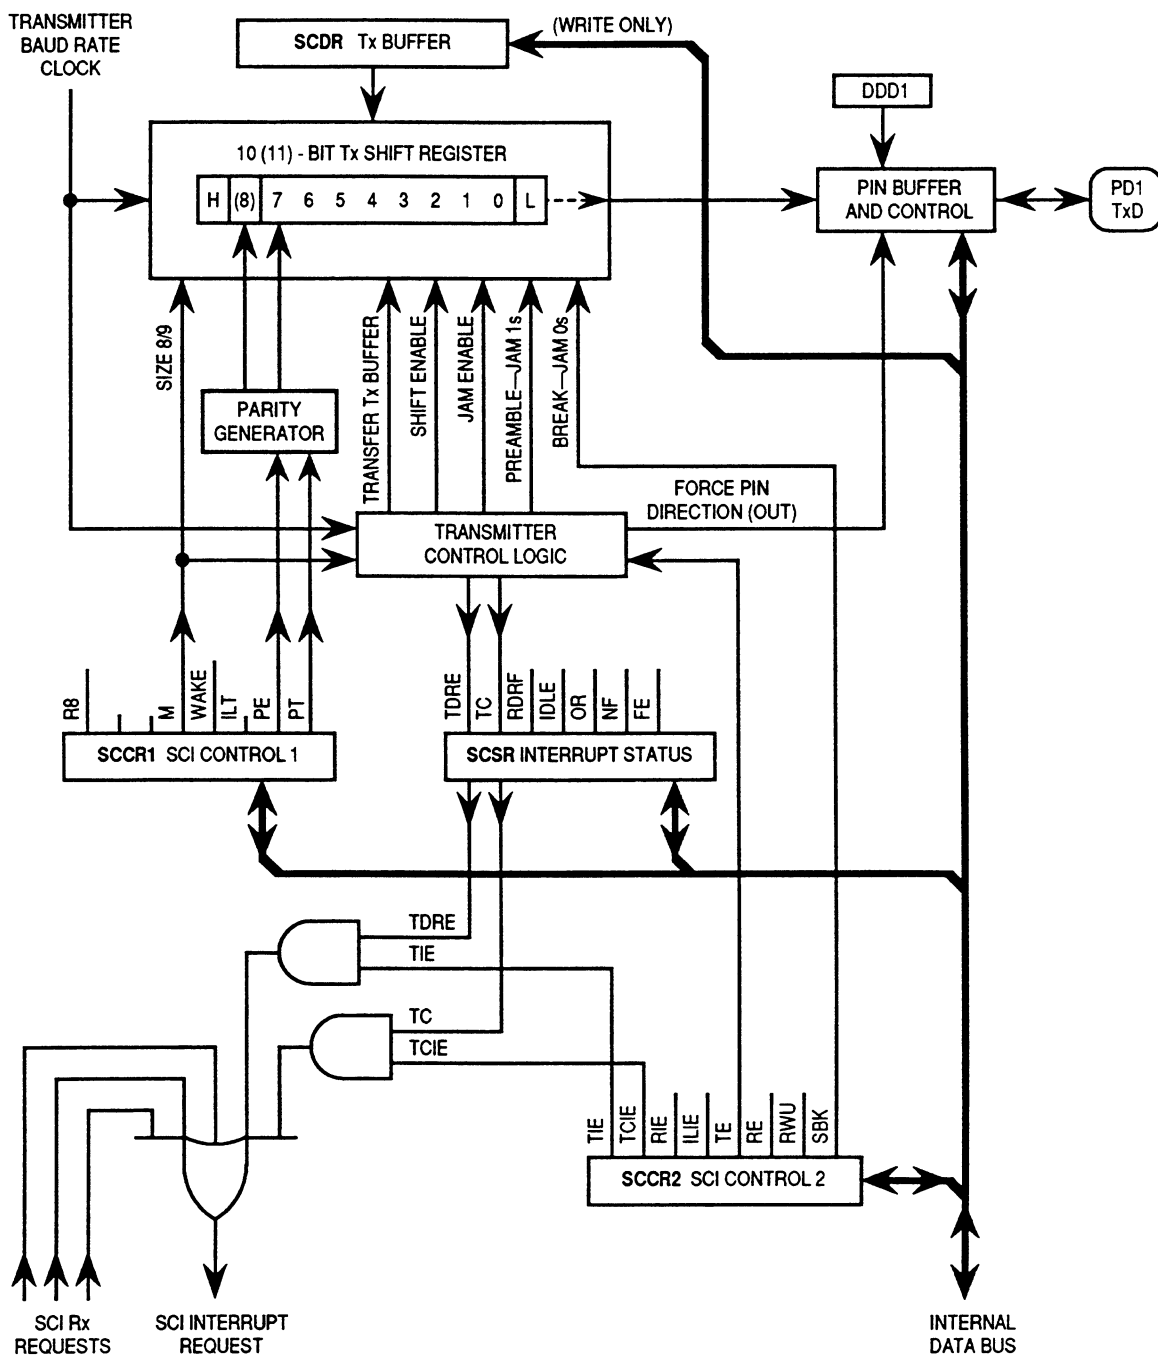 TRANSMITTER
BAUD RATE
CLOCK
SCDR Tx BUFFER
(WRITE ONLY)
DDD1
10 (11) - BIT Tx SHIFT REGISTER
H (8) 7 6 5 4 3 2 1 0 L
PIN BUFFER
AND CONTROL
PD1
TxD
SIZE 8/9
TRANSFER Tx BUFFER
SHIFT ENABLE
JAM ENABLE
PREAMBLE—JAM 1s
BREAK—JAM 0s
PARITY
GENERATOR
FORCE PIN
DIRECTION (OUT)
TRANSMITTER
CONTROL LOGIC
R8
M
WAKE
ILT
PE
PT
SCCR1 SCI CONTROL 1
TDRE
TC
RDRF
IDLE
OR
NF
FE
SCSR INTERRUPT STATUS
TDRE
TIE
TC
TCIE
TIE
TCIE
RIE
ILIE
TE
RE
RWU
SBK
SCCR2 SCI CONTROL 2
SCI Rx
REQUESTS
SCI INTERRUPT
REQUEST
INTERNAL
DATA BUS